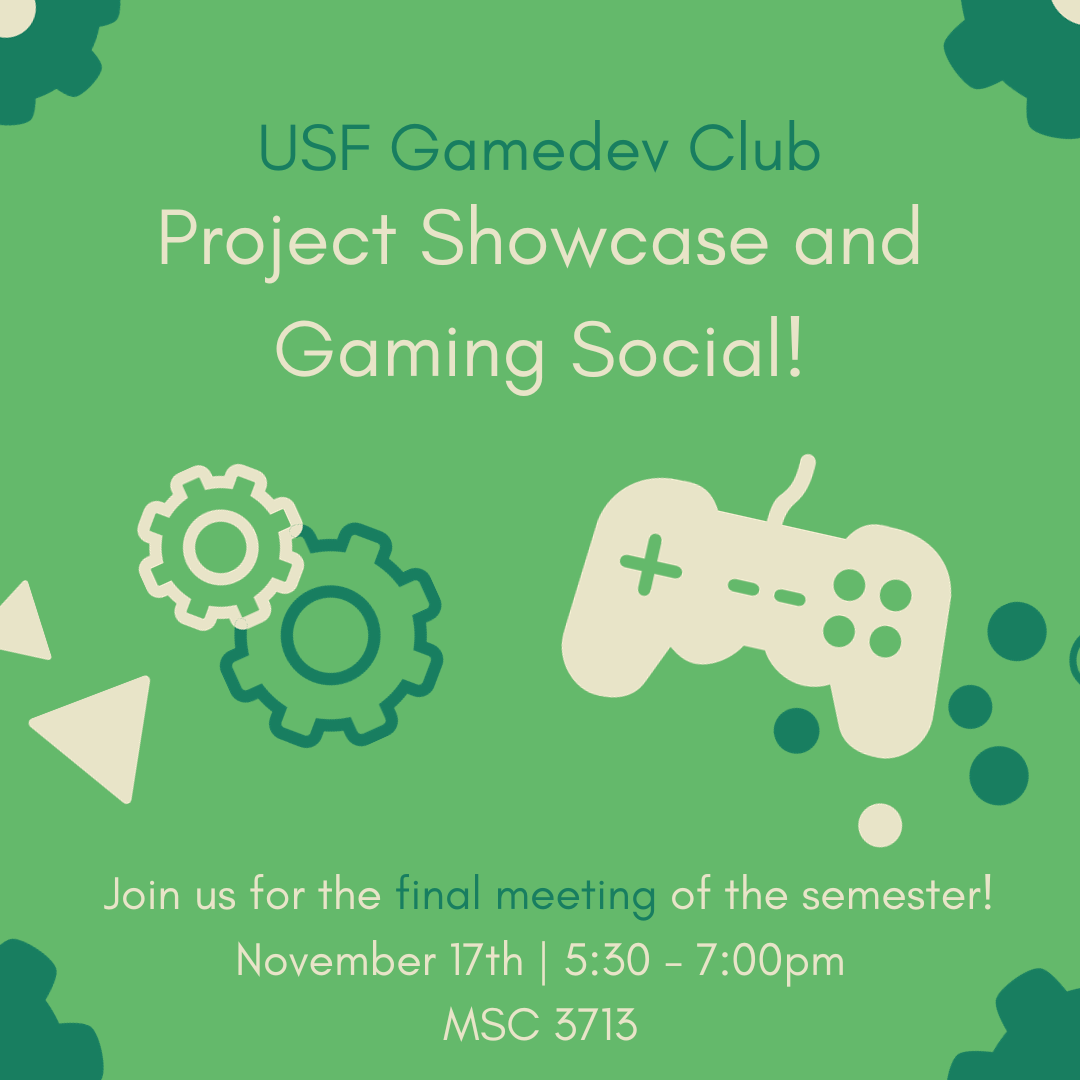 USF Gamedev Club
Project Showcase and
Gaming Social!
Join us for the final meeting of the semester!
November 17th | 5:30 – 7:00pm
MSC 3713